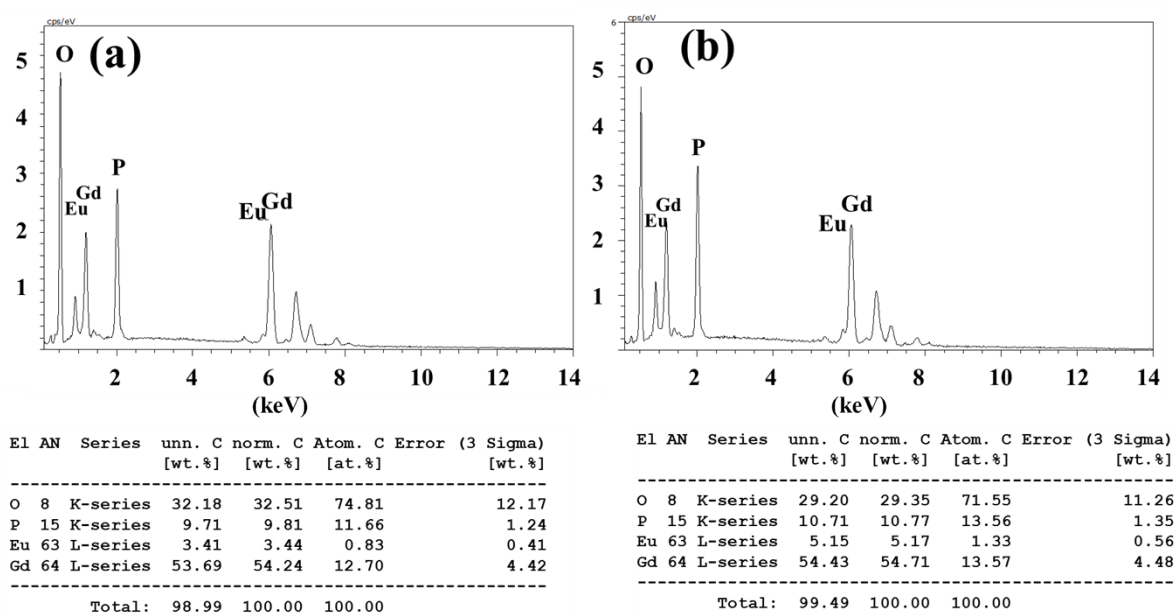 cps/eV
(a)
5
4
3
2
1
O
Eu
Gd
P
Eu
Gd
2 4 6 8 10 12 14
(keV)
El AN Series unn. C norm. C Atom. C Error (3 Sigma)
[wt.%] [wt.%] [at.%] [wt.%]
O 8 K-series 32.18 32.51 74.81 12.17
P 15 K-series 9.71 9.81 11.66 1.24
Eu 63 L-series 3.41 3.44 0.83 0.41
Gd 64 L-series 53.69 54.24 12.70 4.42
Total: 98.99 100.00 100.00
cps/eV
(b)
6
5
4
3
2
1
O
Eu
Gd
P
Eu
Gd
2 4 6 8 10 12 14
(keV)
El AN Series unn. C norm. C Atom. C Error (3 Sigma)
[wt.%] [wt.%] [at.%] [wt.%]
O 8 K-series 29.20 29.35 71.55 11.26
P 15 K-series 10.71 10.77 13.56 1.35
Eu 63 L-series 5.15 5.17 1.33 0.56
Gd 64 L-series 54.43 54.71 13.57 4.48
Total: 99.49 100.00 100.00